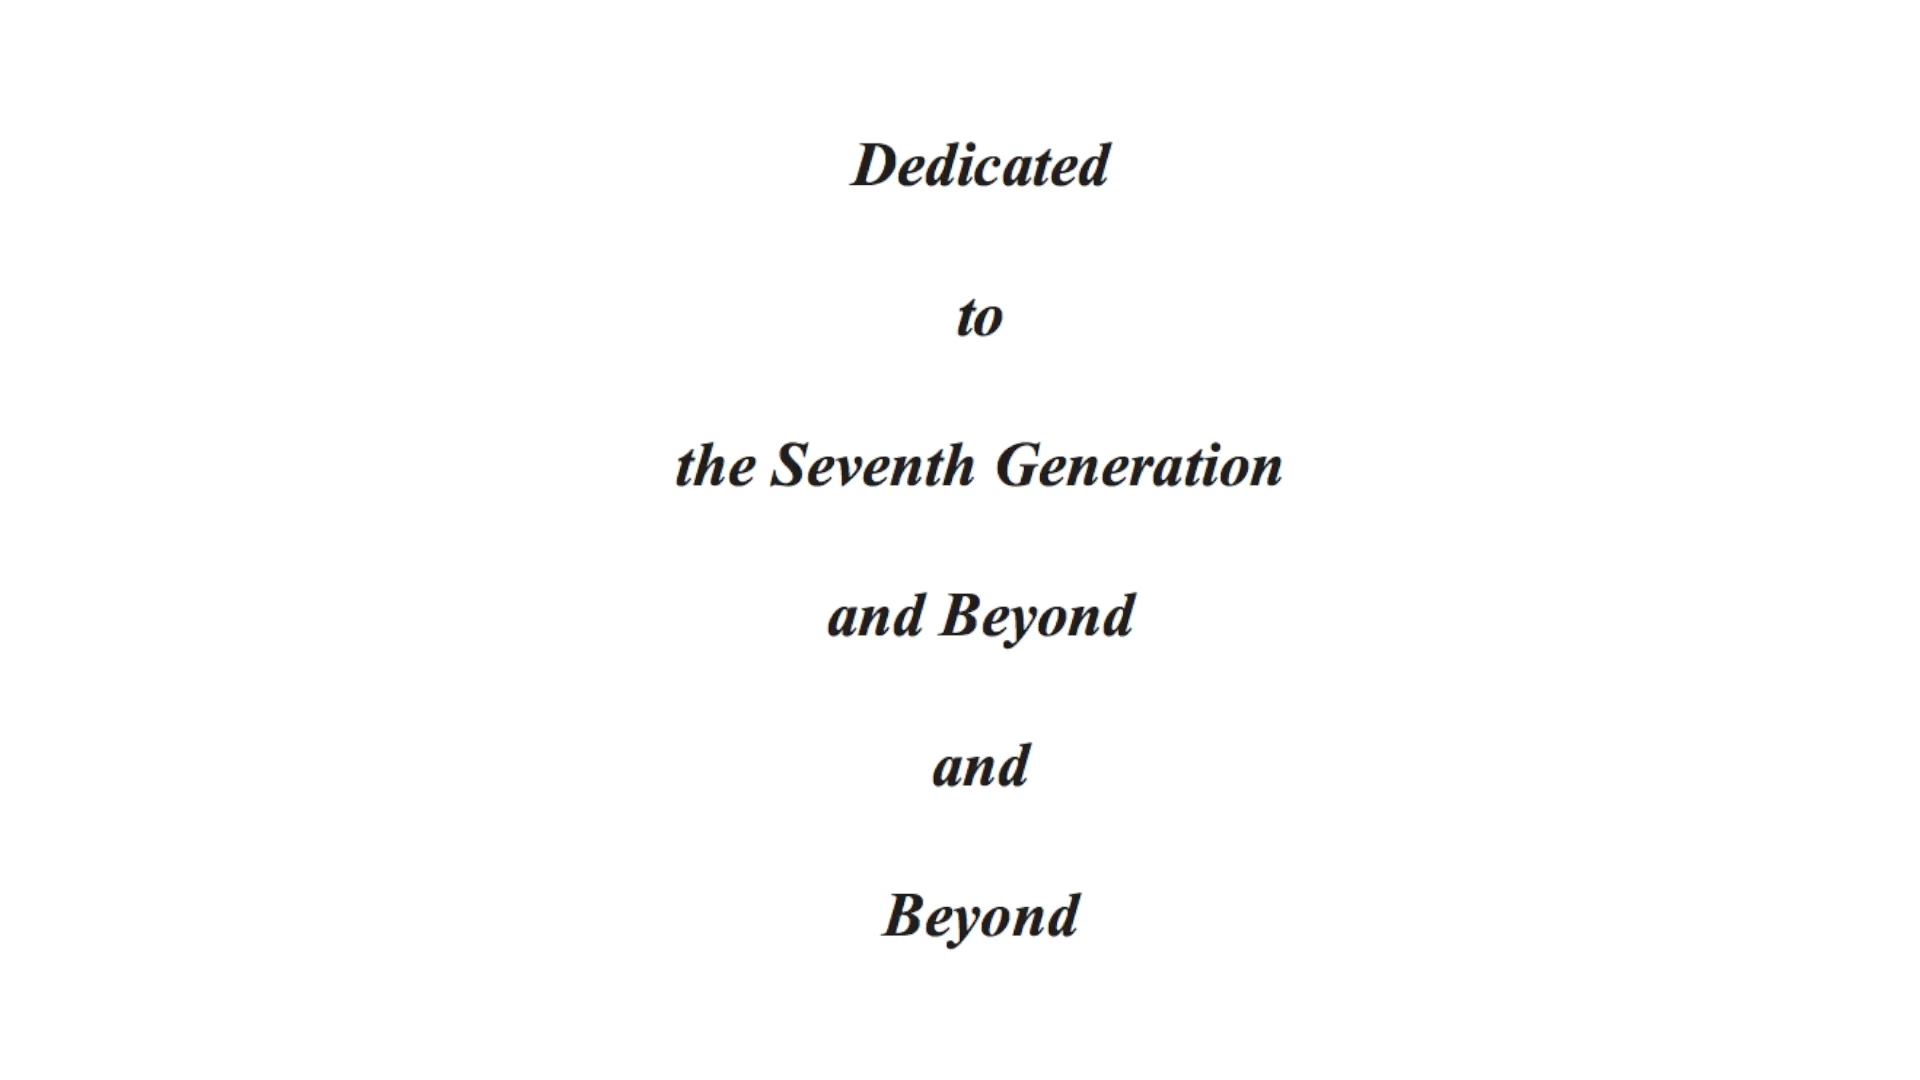 Dedicated
to
the Seventh Generation
and Beyond
and
Beyond